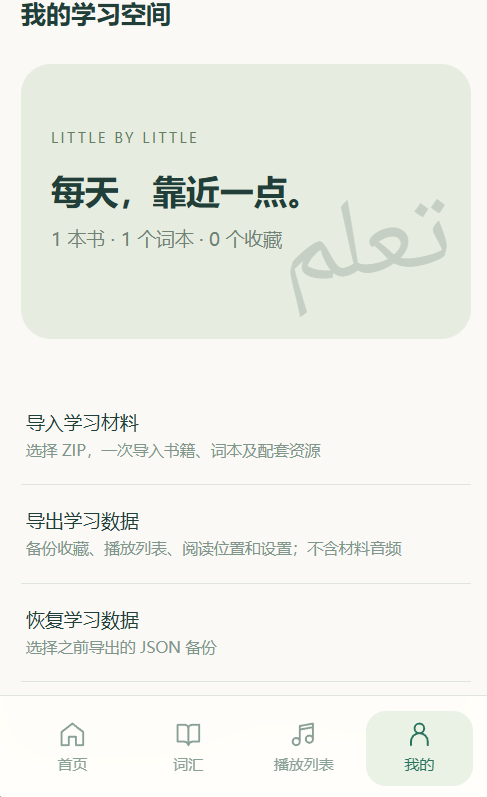 我的学习空间
LITTLE BY LITTLE
每天，靠近一点。
1 本书 · 1 个词本 · 0 个收藏
تعلم
导入学习材料
选择 ZIP，一次导入书籍、词本及配套资源
导出学习数据
备份收藏、播放列表、阅读位置和设置；不含材料音频
恢复学习数据
选择之前导出的 JSON 备份
首页
词汇
播放列表
我的